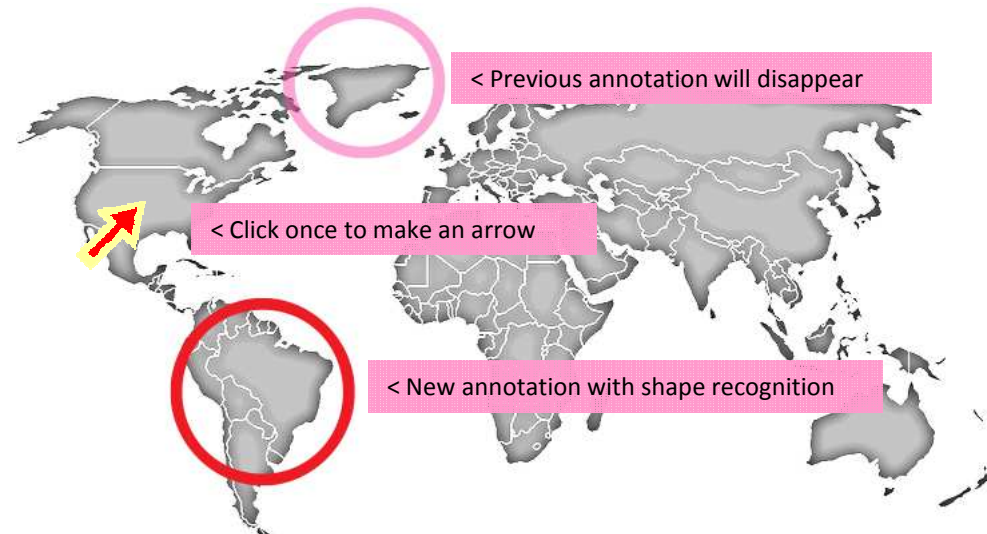 < Previous annotation will disappear
< Click once to make an arrow
< New annotation with shape recognition